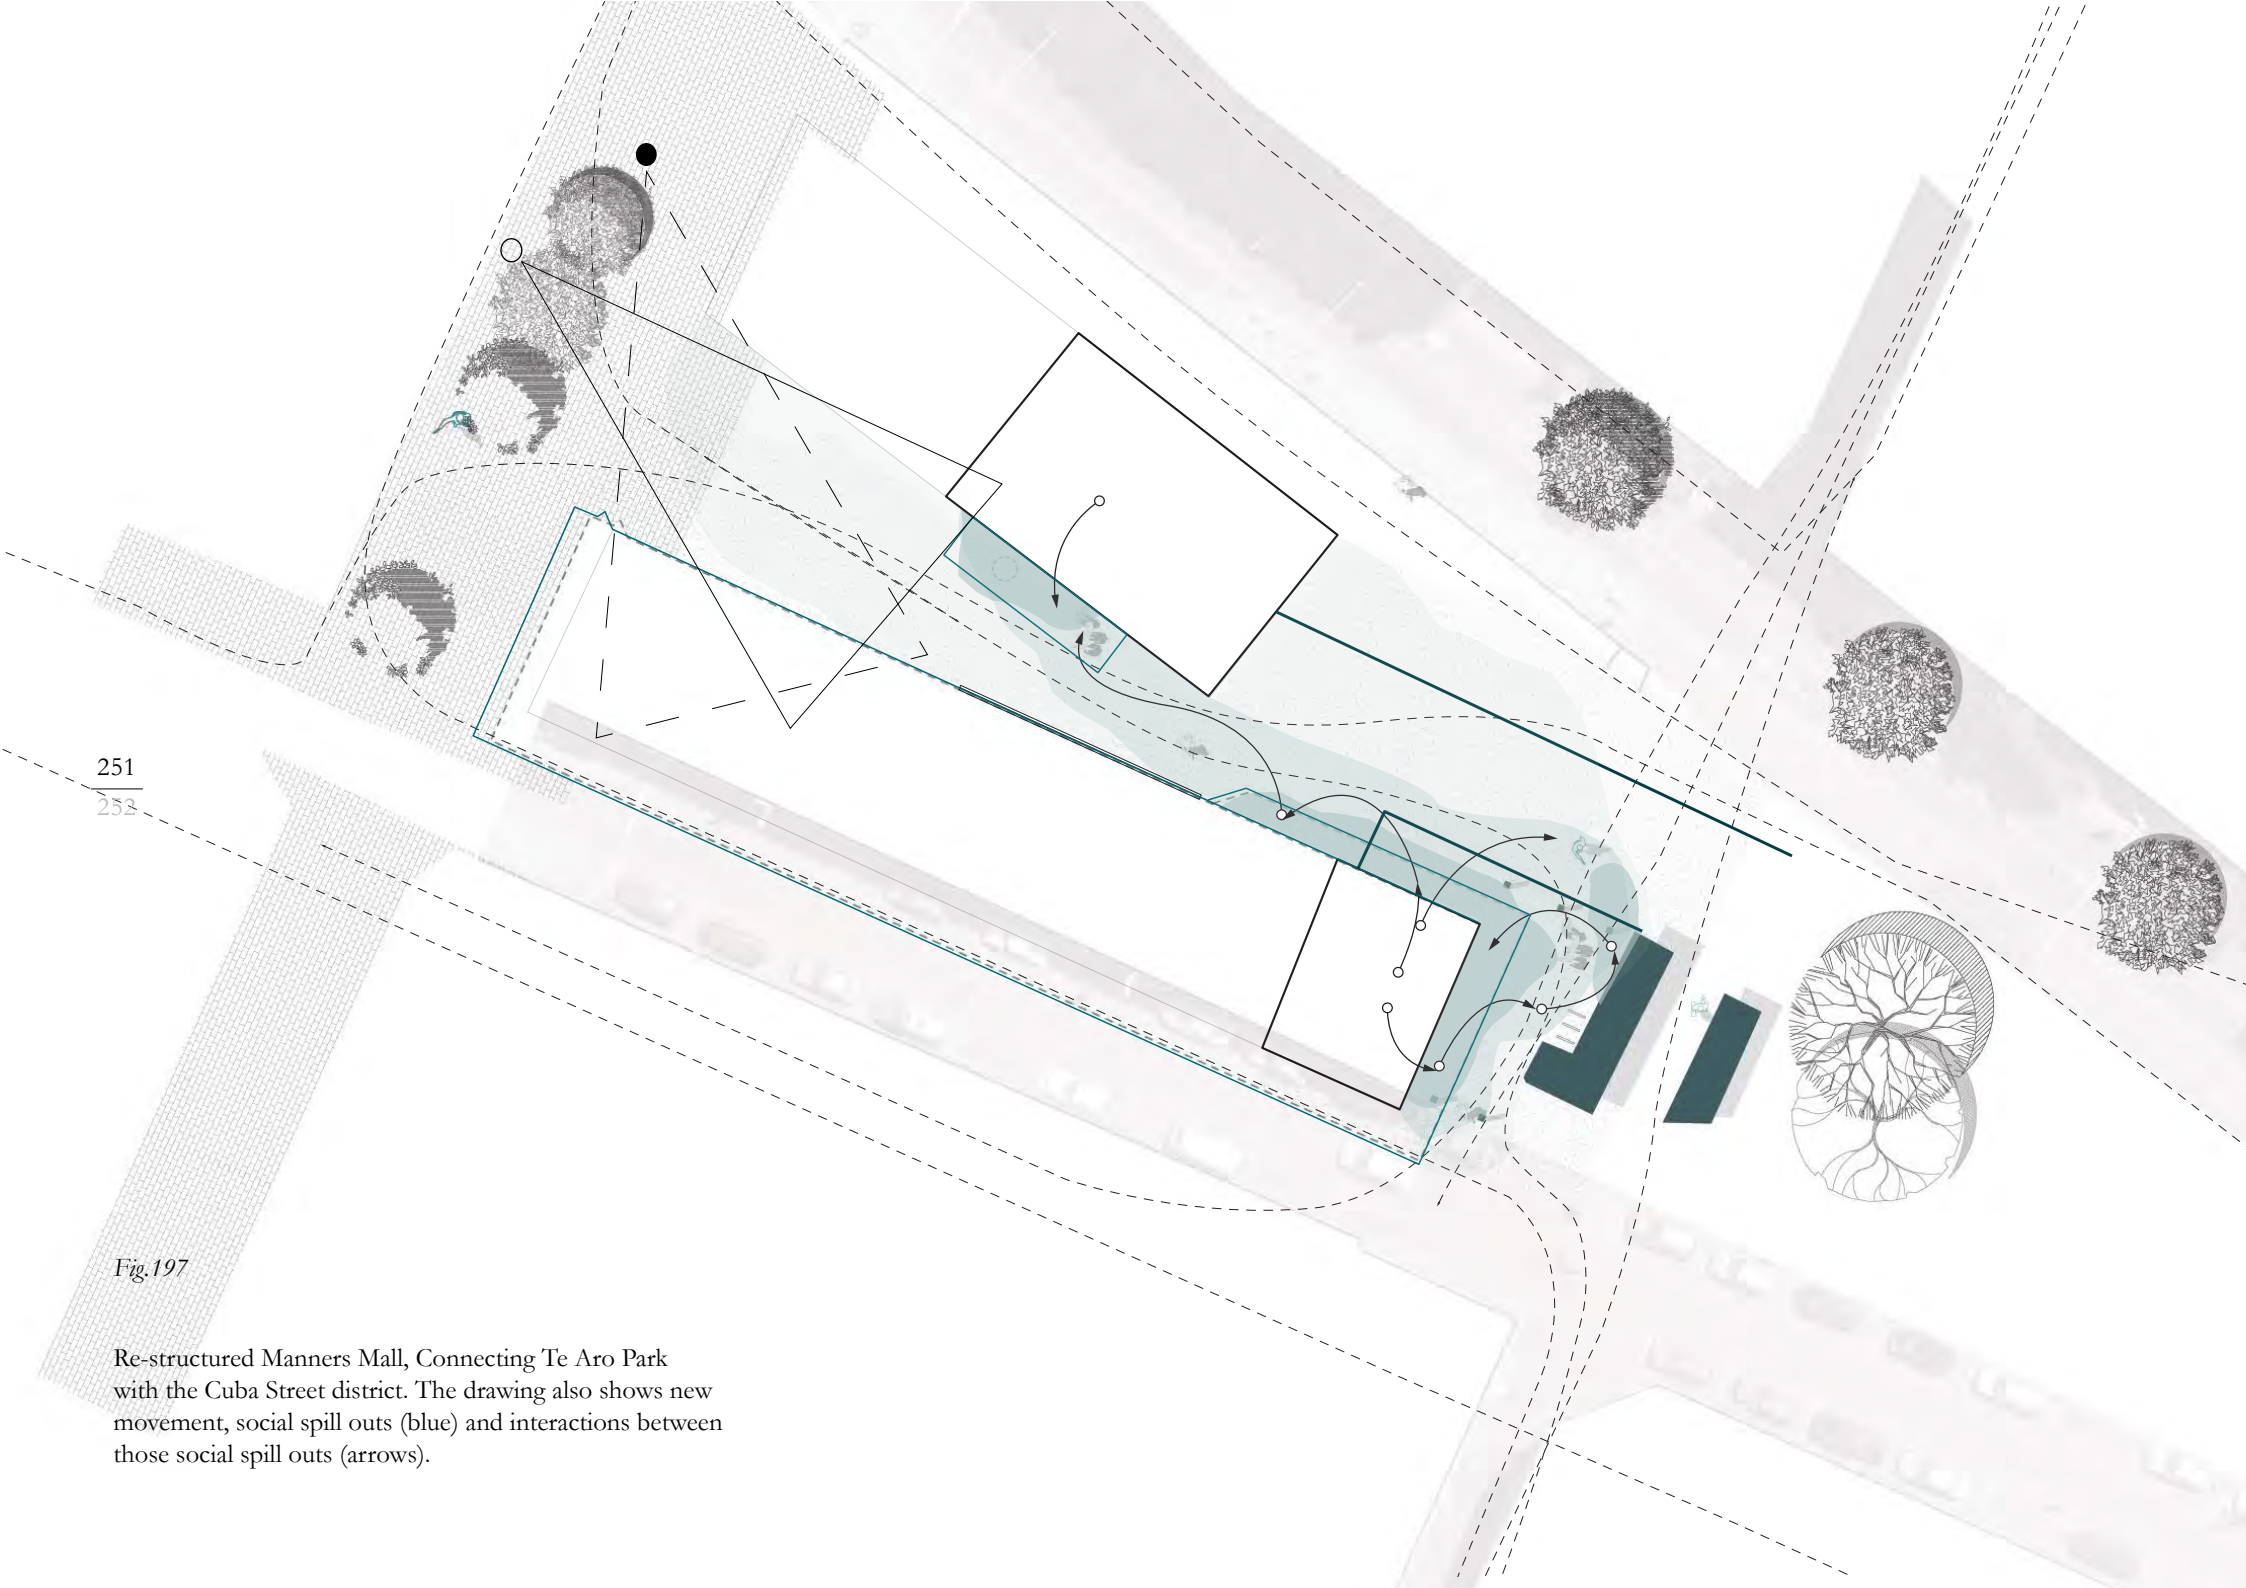 251
252
Fig.197
Re-structured Manners Mall, Connecting Te Aro Park
with the Cuba Street district. The drawing also shows new
movement, social spill outs (blue) and interactions between
those social spill outs (arrows).